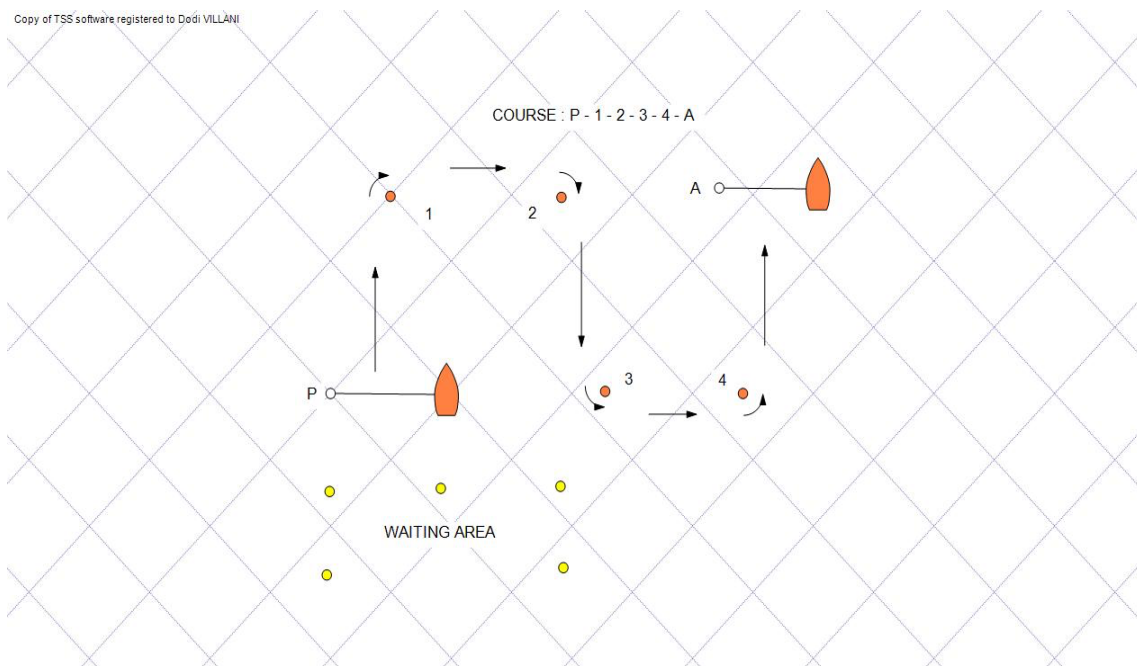 Copy of TSS software registered to Dodi VILLANI
COURSE : P - 1 - 2 - 3 - 4 - A
A
1
2
3
4
P
WAITING AREA